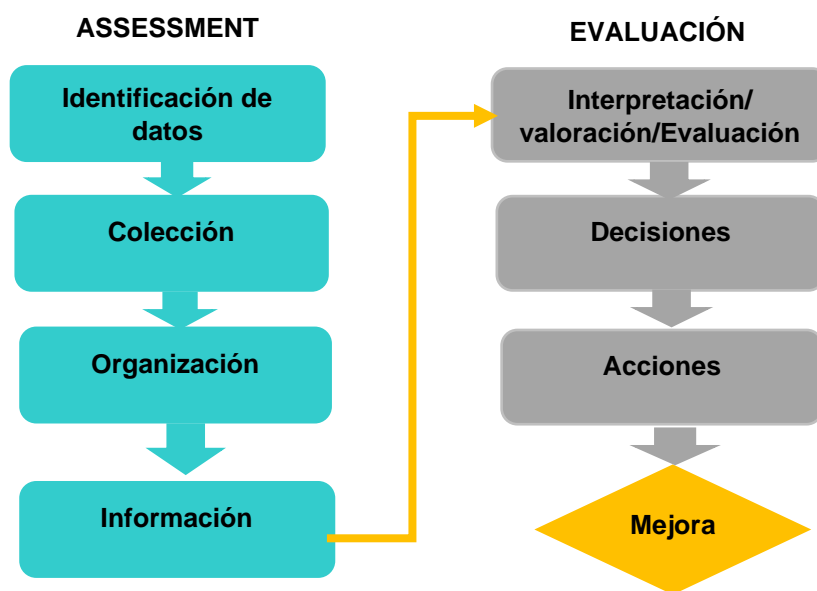 ASSESSMENT
Identificación de
datos
Colección
Organización
Información
EVALUACIÓN
Interpretación/
valoración/Evaluación
Decisiones
Acciones
Mejora